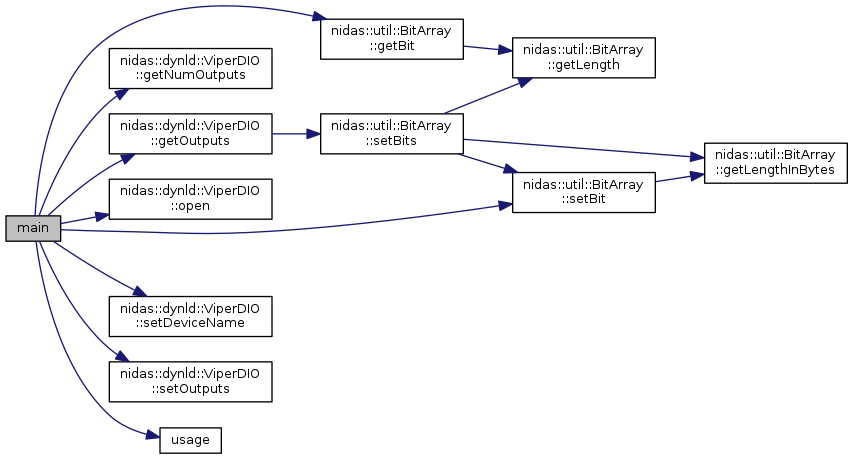 main
nidas::util::BitArray
::getBit
nidas::dynld::ViperDIO
::getNumOutputs
nidas::dynld::ViperDIO
::getOutputs
nidas::dynld::ViperDIO
::open
nidas::dynld::ViperDIO
::setDeviceName
nidas::dynld::ViperDIO
::setOutputs
usage
nidas::util::BitArray
::getLength
nidas::util::BitArray
::setBits
nidas::util::BitArray
::setBit
nidas::util::BitArray
::getLengthInBytes